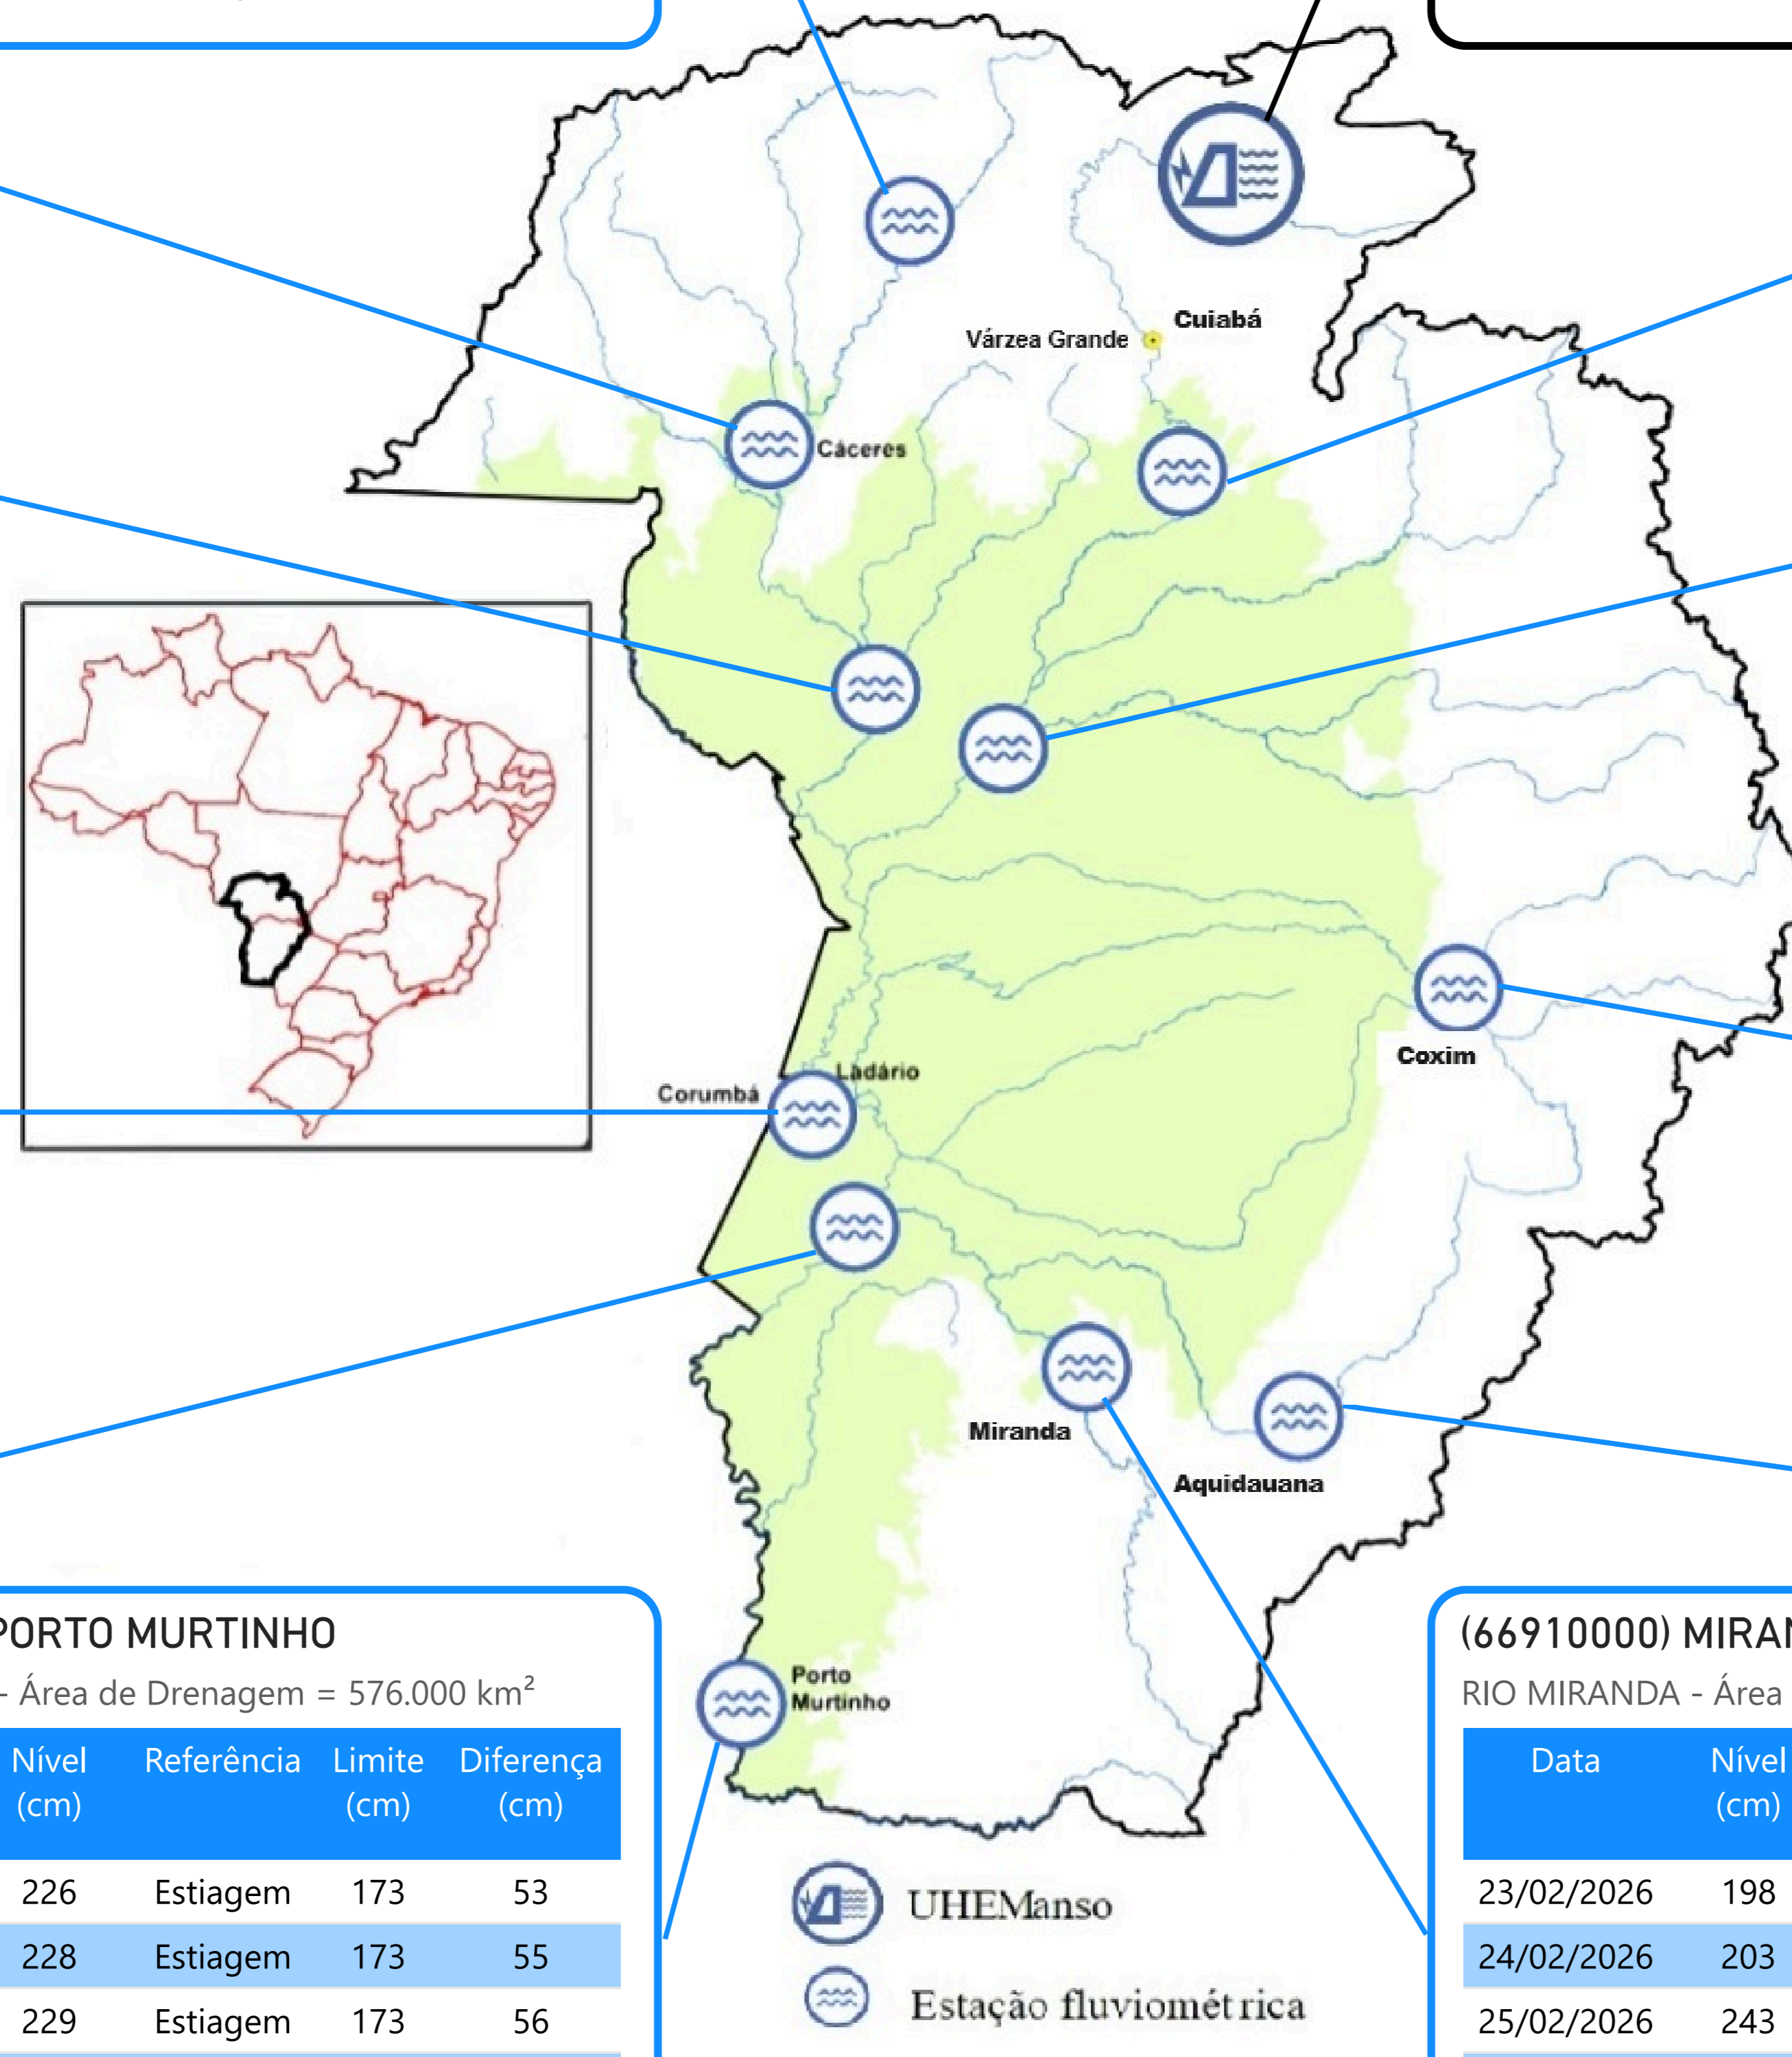 Cuiabá
Várzea Grande
Cáceres
Ladário
Corumbá
Coxim
Miranda
Aquidauana
Porto
Murtinho
PORTO MURTINHO
- Área de Drenagem = 576.000 km²
Nível (cm) Referência Limite (cm) Diferença (cm)
226 Estiagem 173 53
228 Estiagem 173 55
229 Estiagem 173 56
UHEManso
Estação fluviométrica
(66910000) MIRAN
RIO MIRANDA - Área
Data Nível (cm)
23/02/2026 198
24/02/2026 203
25/02/2026 243